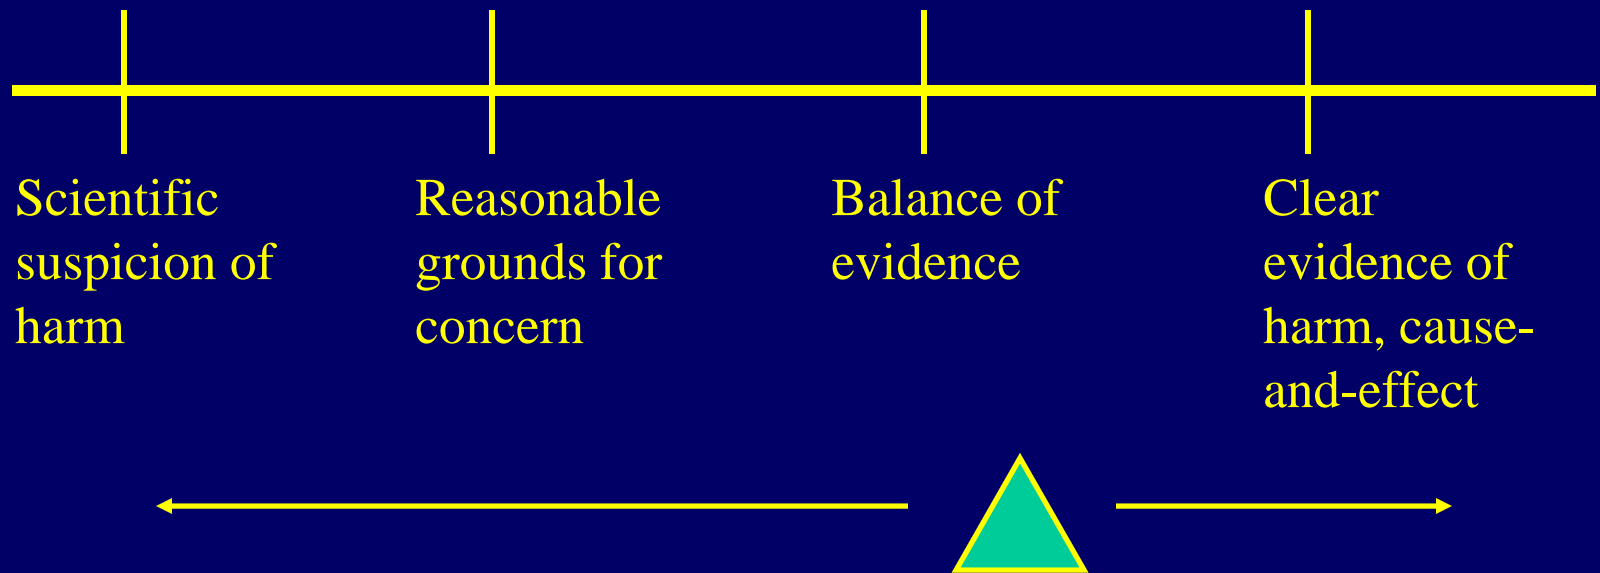 Scientific
suspicion of
harm
Reasonable
grounds for
concern
Balance of
evidence
Clear
evidence of
harm, cause-
and-effect